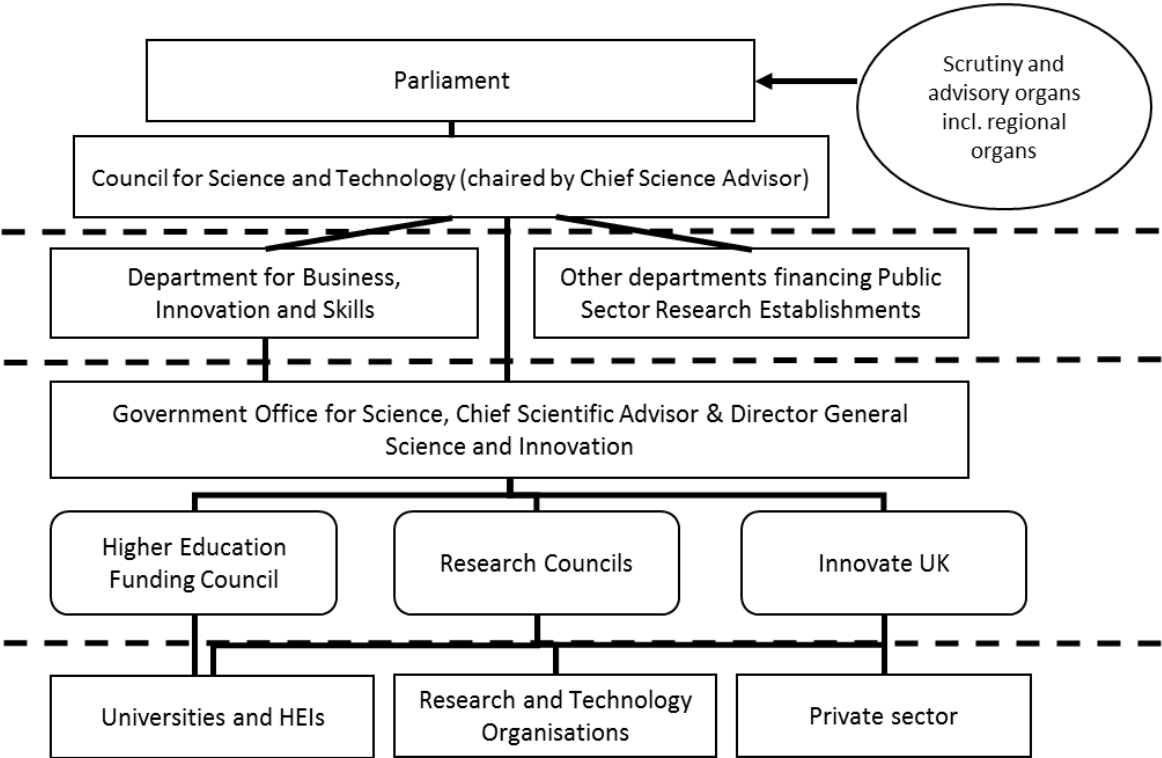 Parliament
Scrutiny and
advisory organs
incl. regional
organs
Council for Science and Technology (chaired by Chief Science Advisor)
Department for Business,
Innovation and Skills
Other departments financing Public
Sector Research Establishments
Government Office for Science, Chief Scientific Advisor & Director General
Science and Innovation
Higher Education
Funding Council
Research Councils
Innovate UK
Universities and HEIs
Research and Technology
Organisations
Private sector